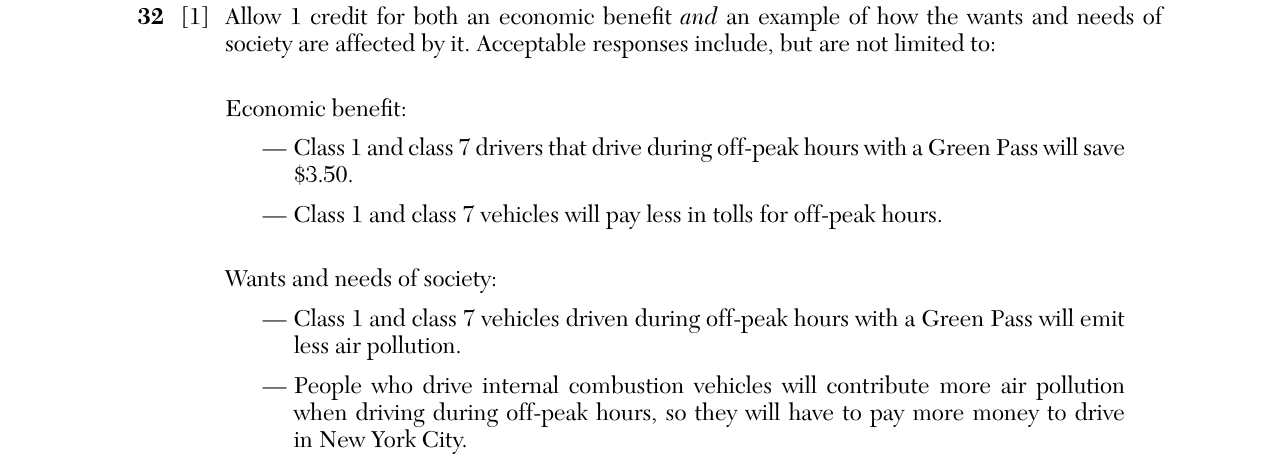 32 [1] Allow 1 credit for both an economic benefit and an example of how the wants and needs of
society are affected by it. Acceptable responses include, but are not limited to:
Economic benefit:
— Class 1 and class 7 drivers that drive during off-peak hours with a Green Pass will save
$3.50.
— Class 1 and class 7 vehicles will pay less in tolls for off-peak hours.
Wants and needs of society:
— Class 1 and class 7 vehicles driven during off-peak hours with a Green Pass will emit
less air pollution.
— People who drive internal combustion vehicles will contribute more air pollution
when driving during off-peak hours, so they will have to pay more money to drive
in New York City.